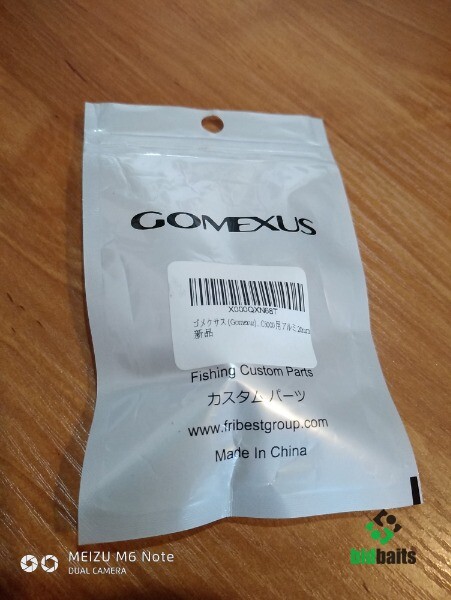 GOMEXUS
X000QXN68T
ゴメクサス(Gomexus)
新品
Fishing Custom Parts
カスタム パーツ
www.fribestgroup.com
Made In China
baits
MEIZU M6 Note
DUAL CAMERA